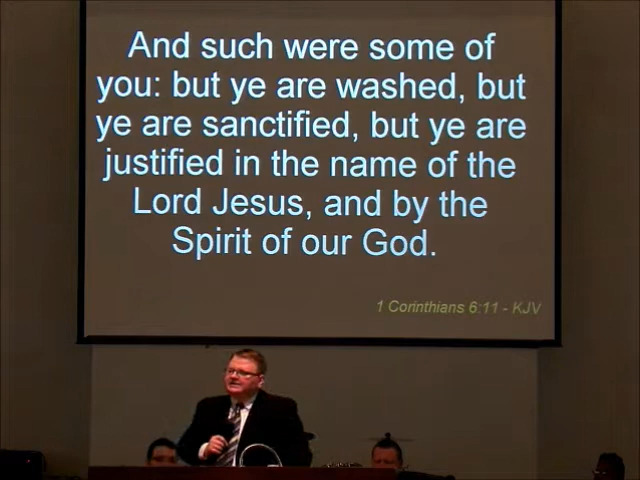 And such were some of
you: but ye are washed, but
ye are sanctified, but ye are
justified in the name of the
Lord Jesus, and by the
Spirit of our God.
1 Corinthians 6:11 - KJV